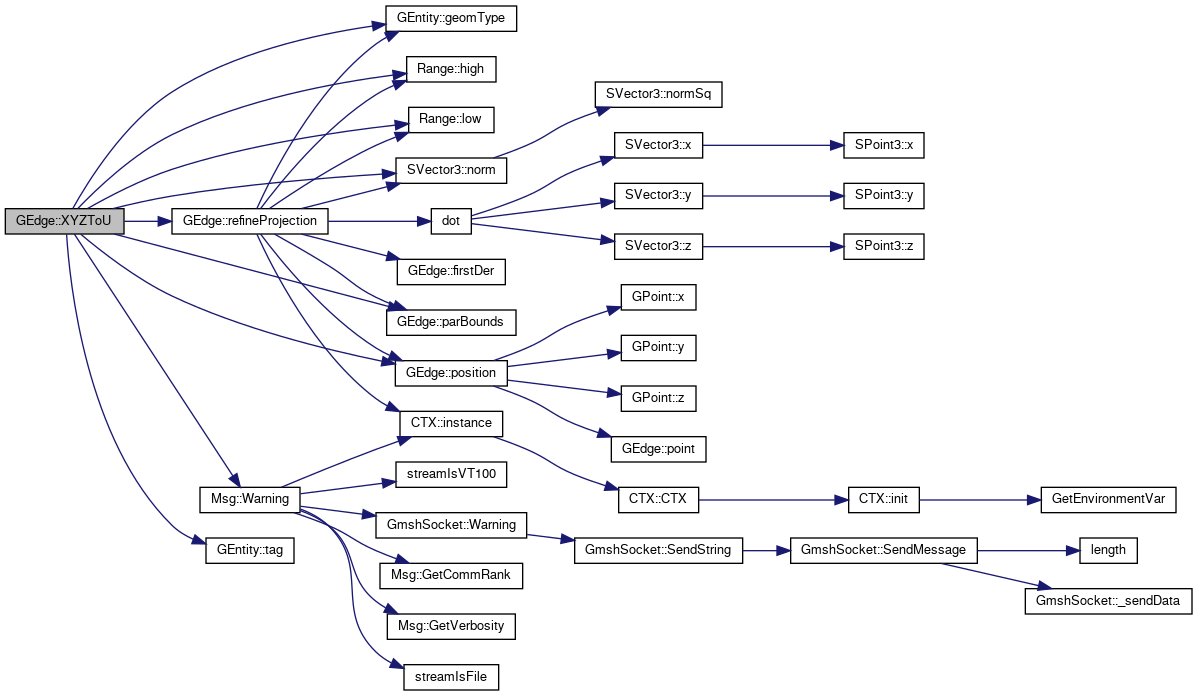 GEntity::geomType
Range::high
SVector3::normSq
Range::low
SVector3::x
SPoint3::x
SVector3::norm
SVector3::y
SPoint3::y
GEdge::XYZToU
GEdge::refineProjection
dot
SVector3::z
SPoint3::z
GEdge::firstDer
GPoint::x
GEdge::parBounds
GPoint::y
GEdge::position
GPoint::z
CTX::instance
GEdge::point
streamIsVT100
Msg::Warning
CTX::CTX
CTX::init
GetEnvironmentVar
GmshSocket::Warning
GEntity::tag
GmshSocket::SendString
GmshSocket::SendMessage
length
Msg::GetCommRank
GmshSocket::_sendData
Msg::GetVerbosity
streamIsFile